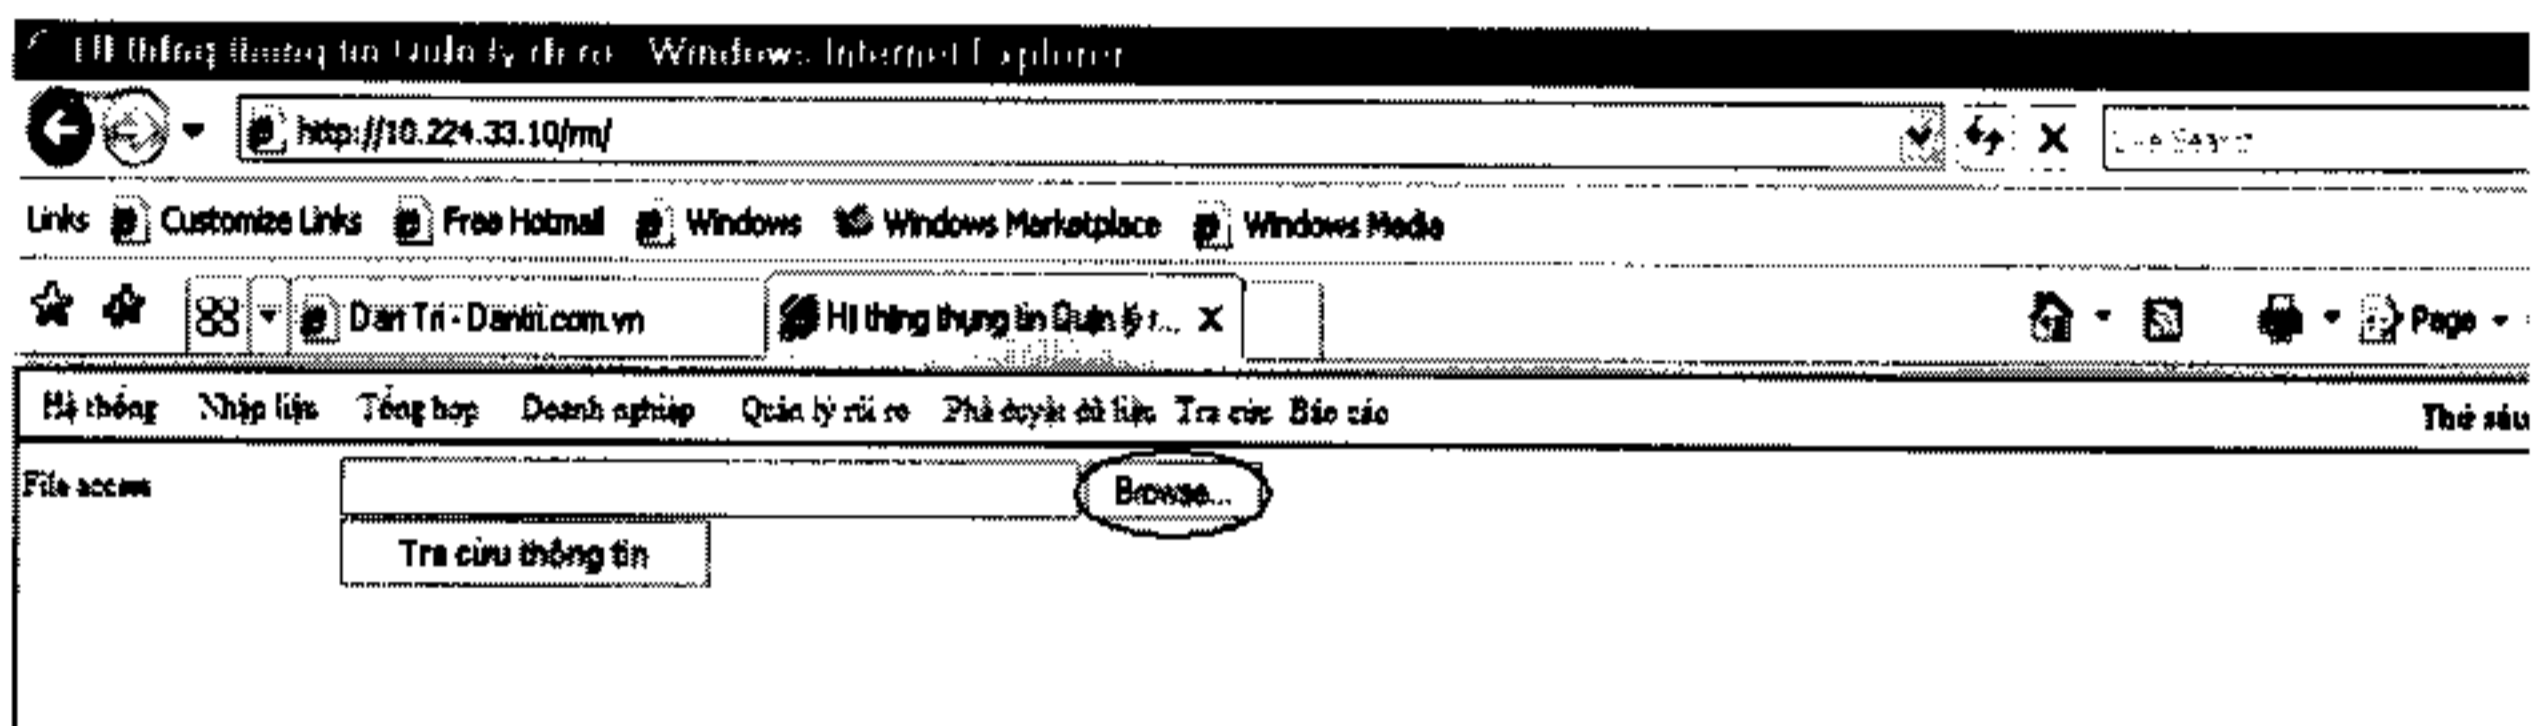 Windows Internet Explorer
http://10.224.33.10/rm/
Links Customize Links Free Hotmail Windows Windows Marketplace Windows Media
Dan Tri - Dantri.com.vn Page
Hệ thống Nhập liệu Tổng hợp Doanh nghiệp Quản lý rủi ro Phê duyệt dữ liệu Tra cứu Báo cáo Thứ sáu
File access Browse...
Tra cứu thông tin